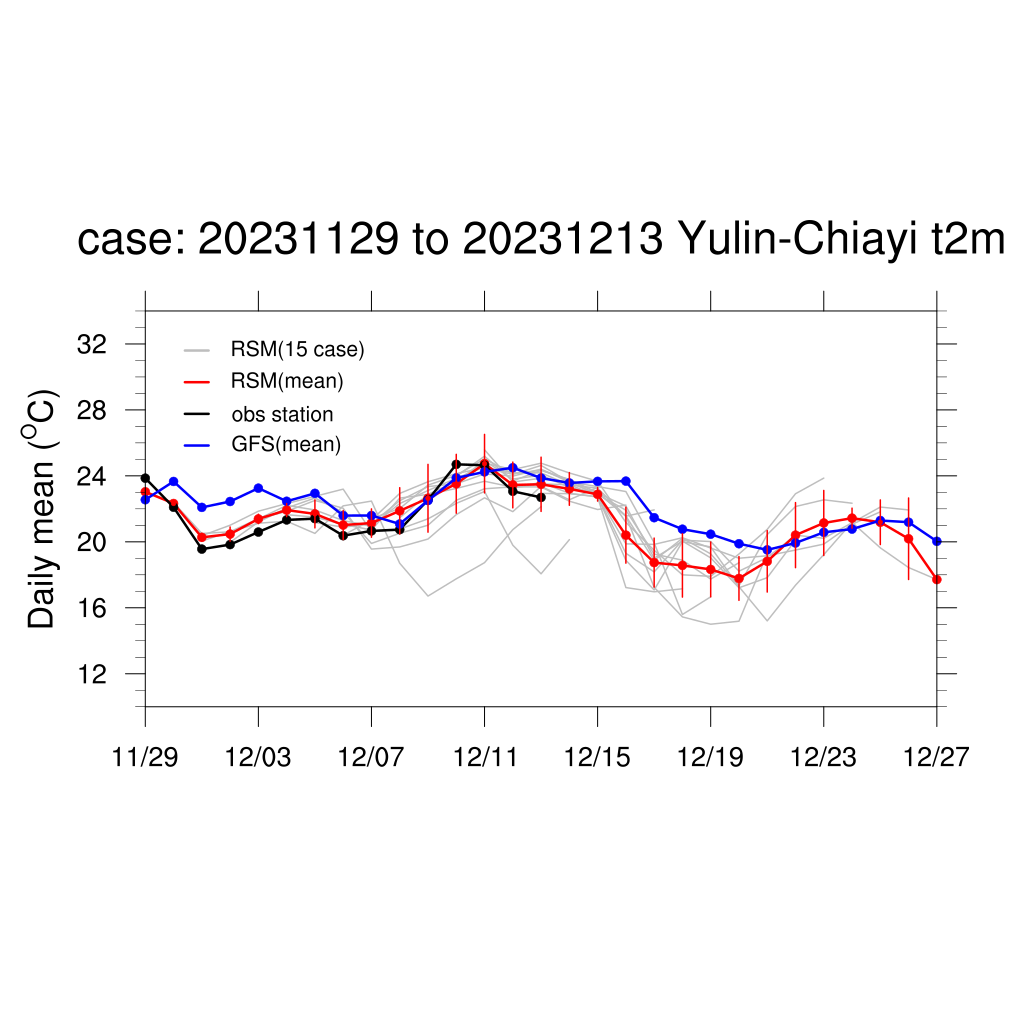 case: 20231129 to 20231213 Yulin-Chiayi t2m
Daily mean (°C)
32
28
24
20
16
12
RSM(15 case)
RSM(mean)
obs station
GFS(mean)
11/29 12/03 12/07 12/11 12/15 12/19 12/23 12/27